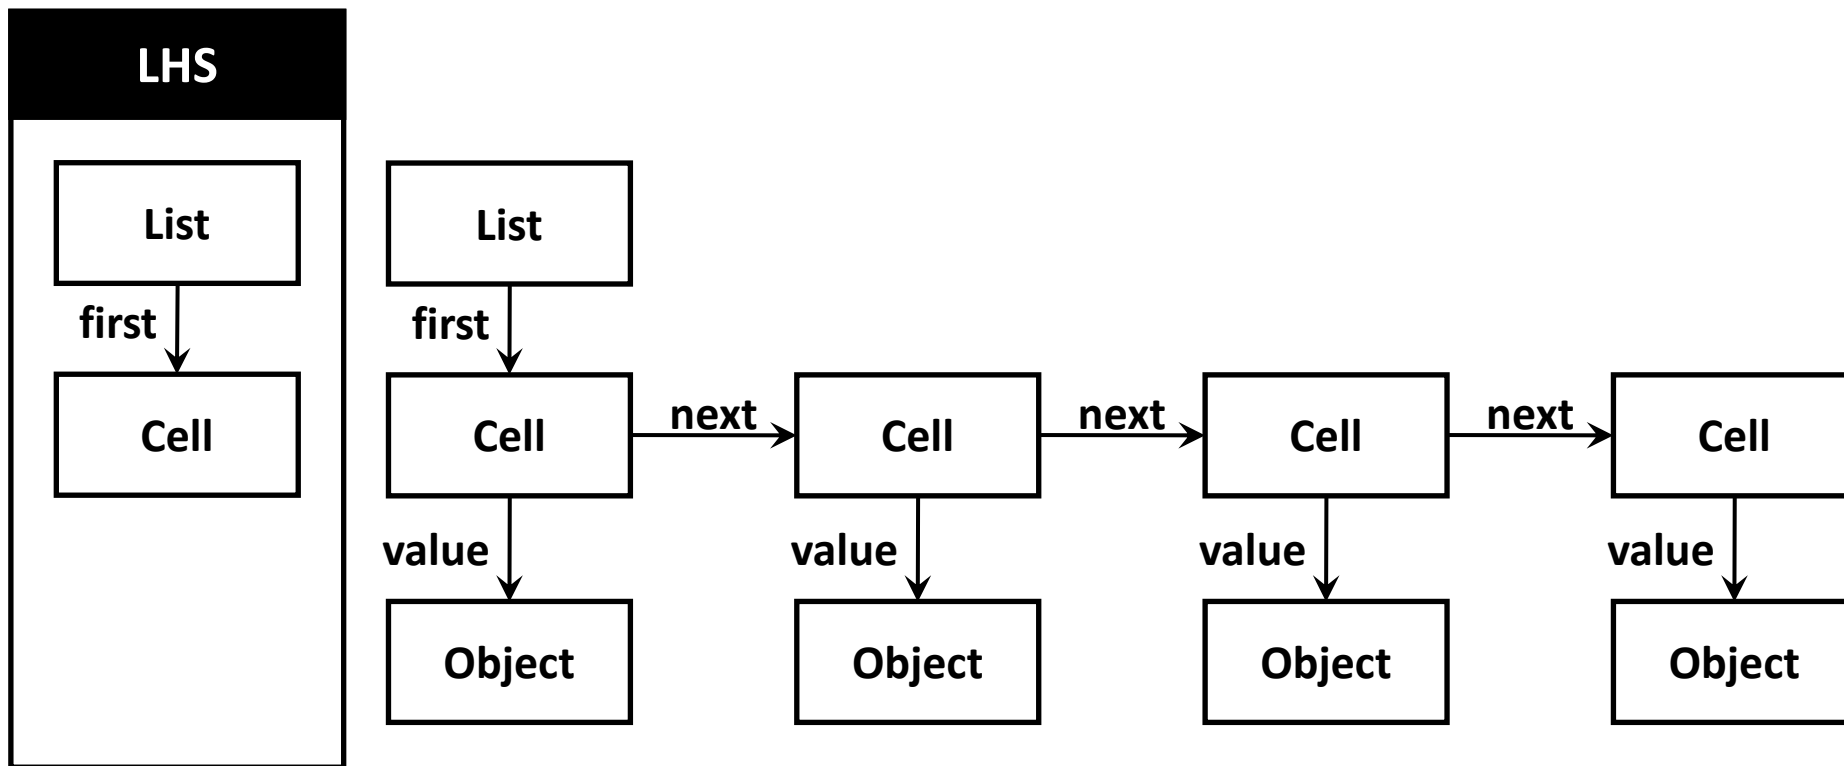 LHS
List
first
Cell
List
first
Cell next Cell next Cell next Cell
value value value value
Object Object Object Object